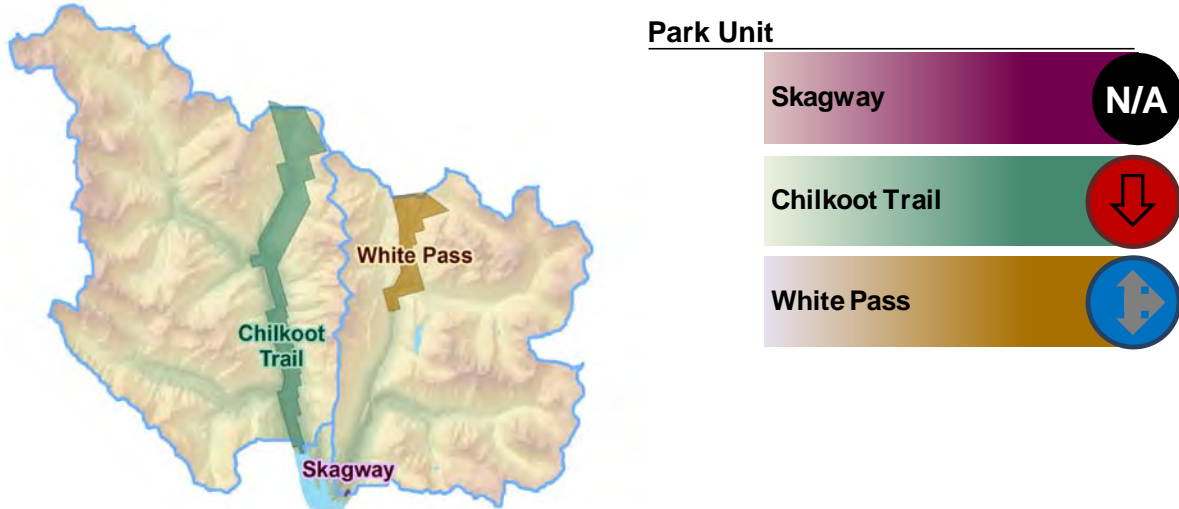 Park Unit
Skagway
N/A
Chilkoot Trail
White Pass
White Pass
Chilkoot
Trail
Skagway